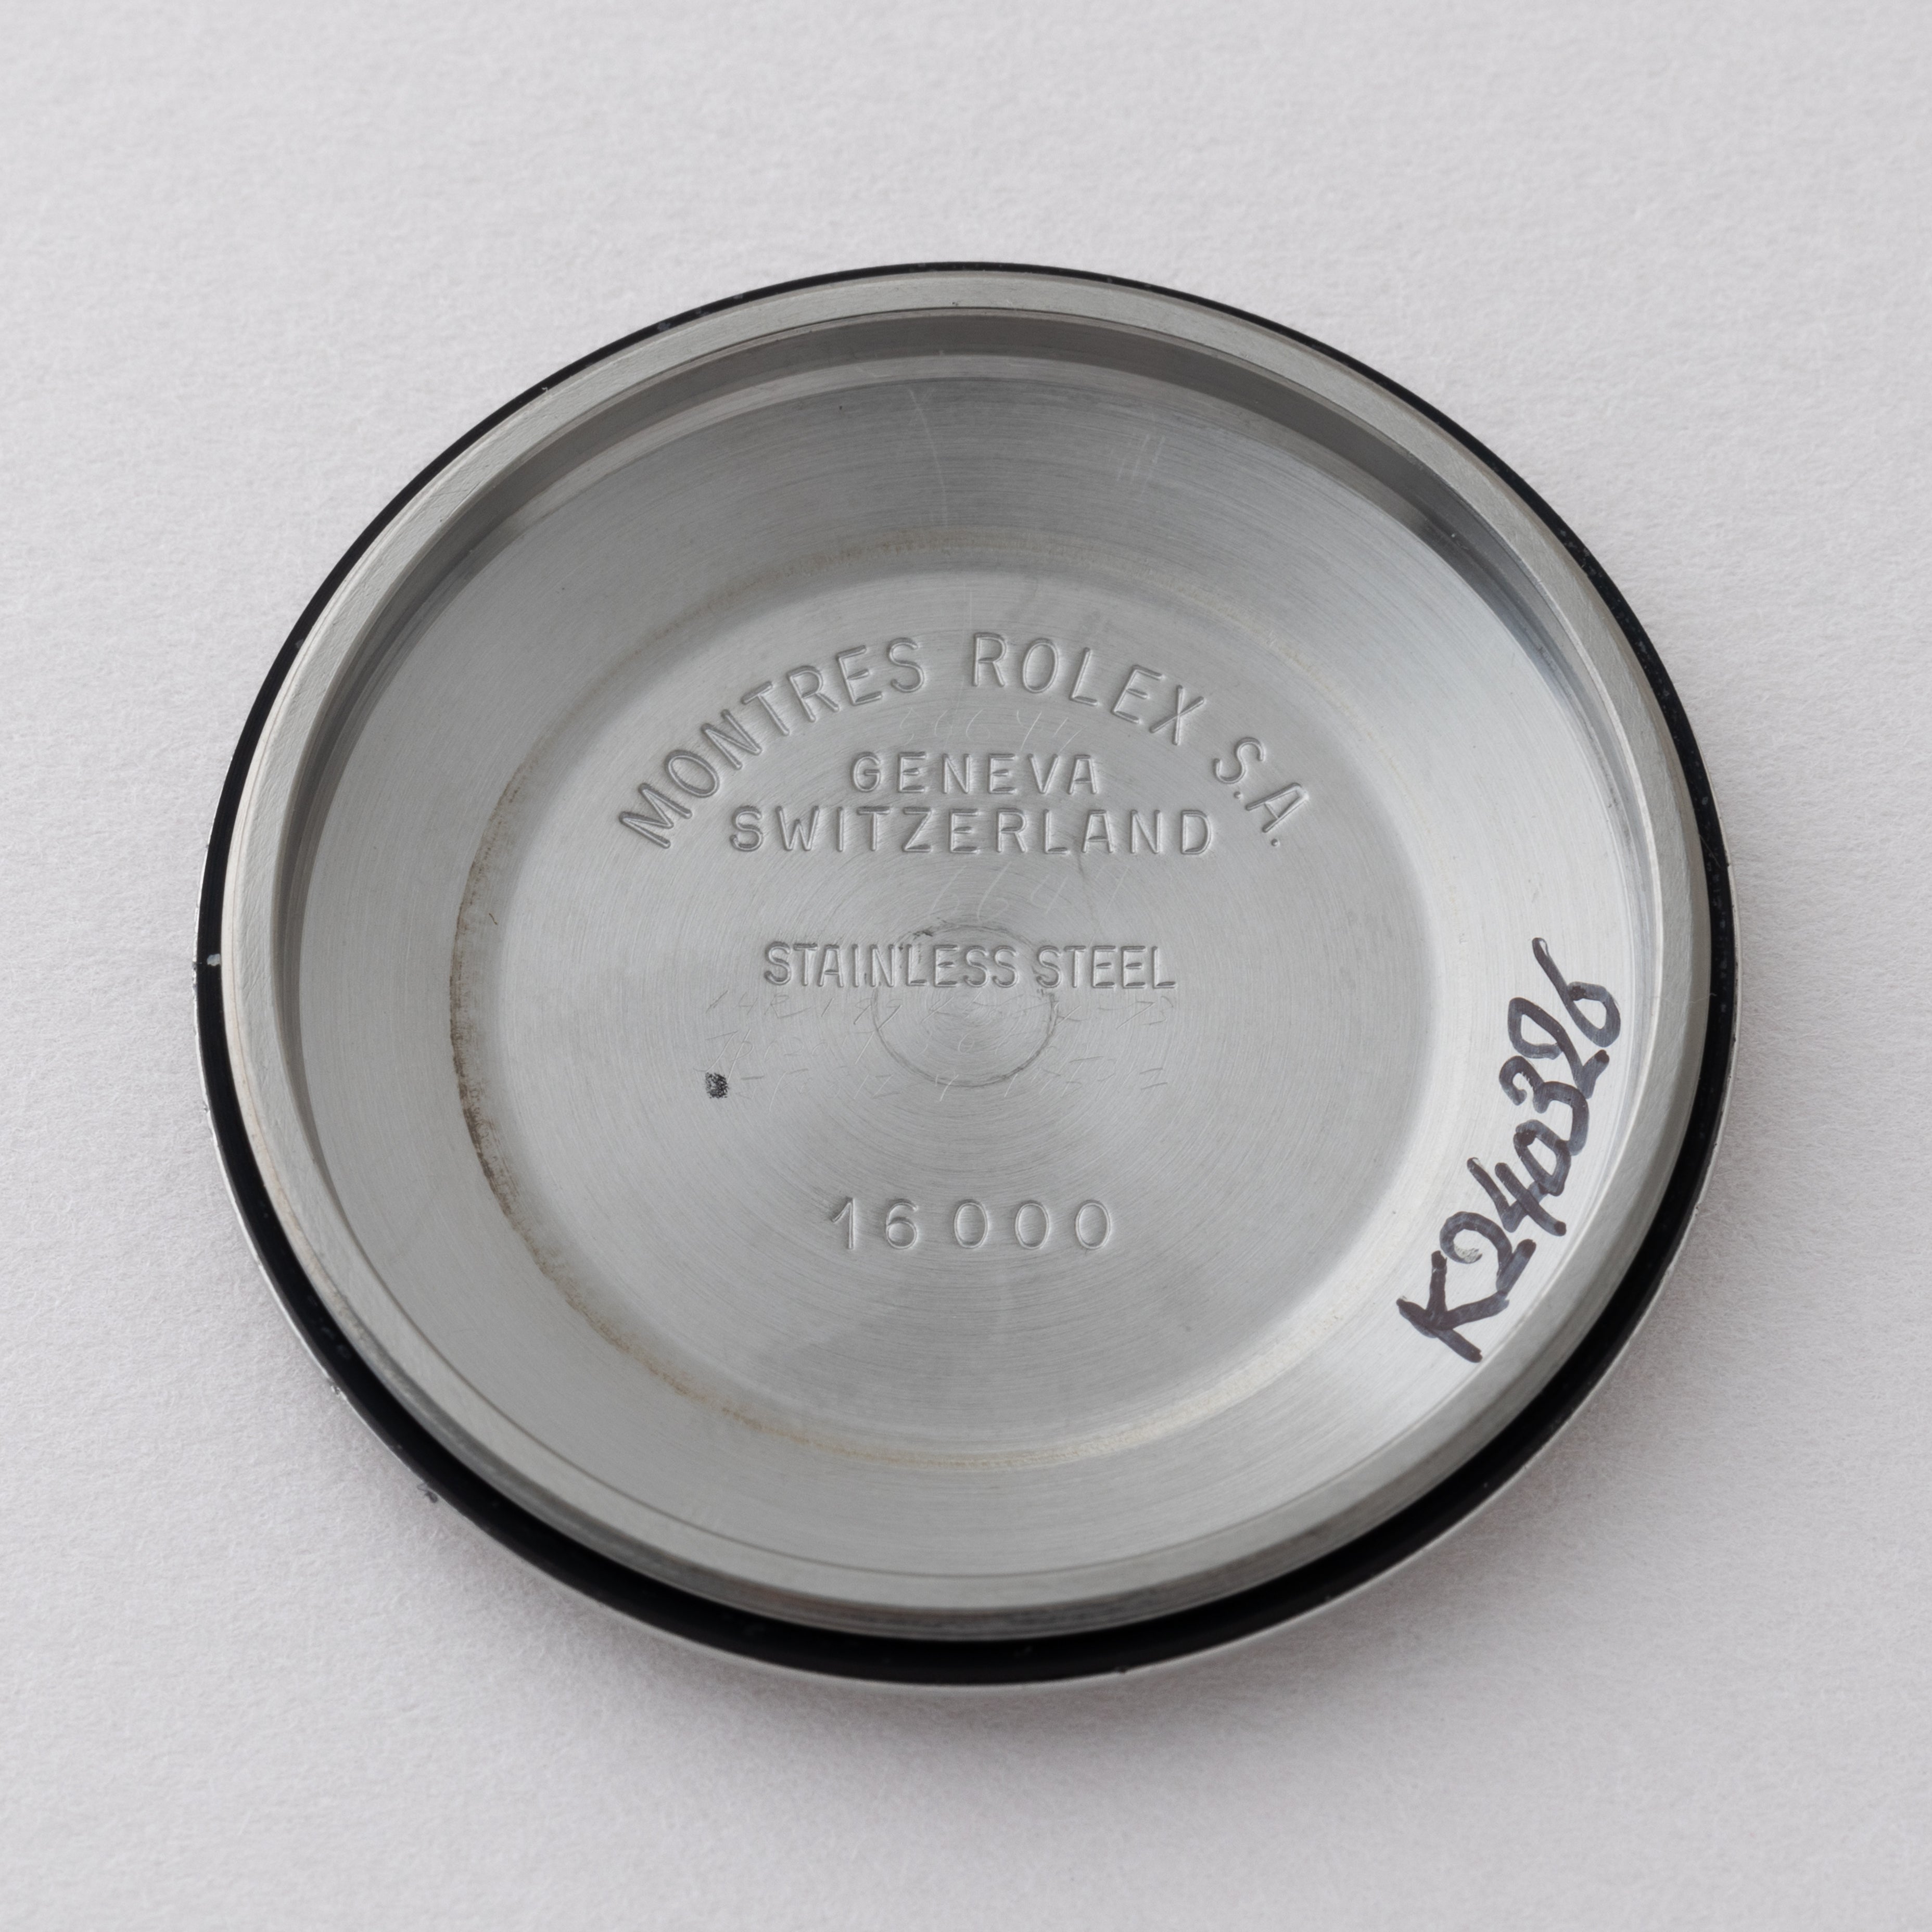 MONTRES ROLEX S.A.
GENEVA
SWITZERLAND
STAINLESS STEEL
16000
K240326